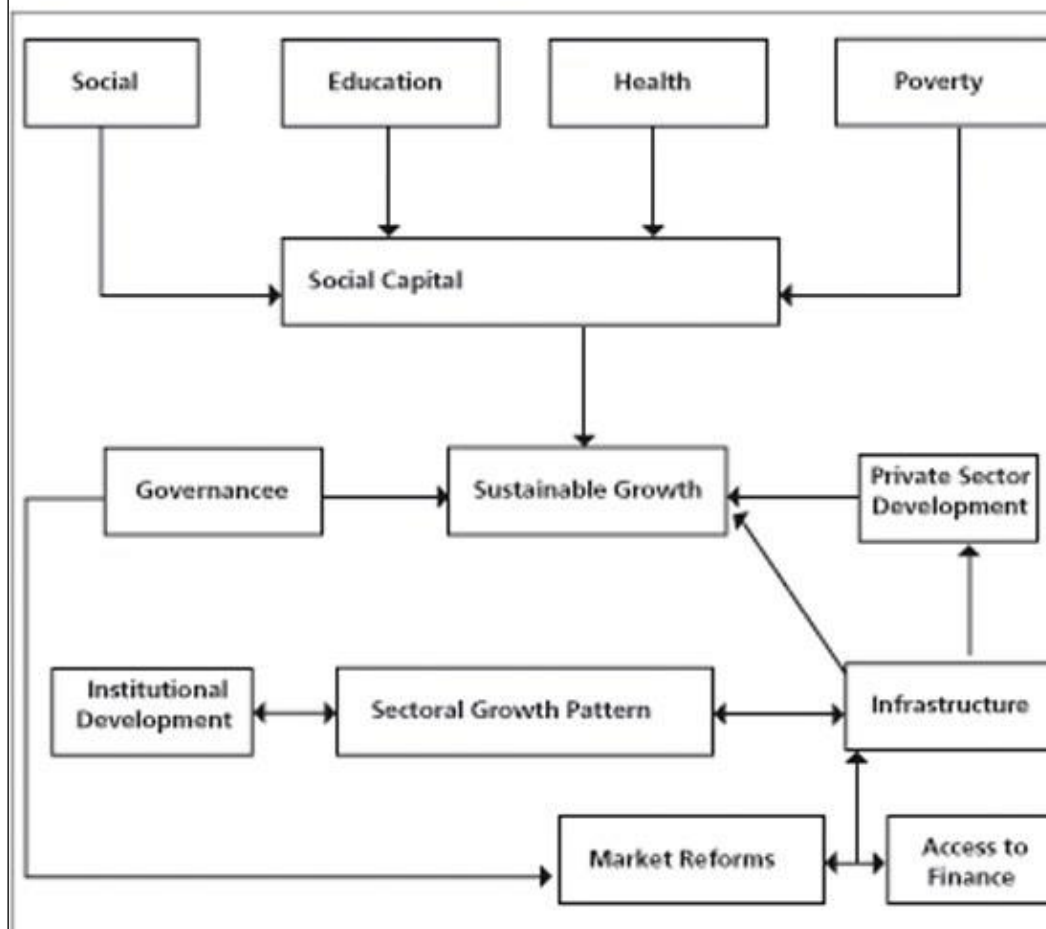 Social
Education
Health
Poverty
Social Capital
Governancee
Sustainable Growth
Private Sector
Development
Institutional
Development
Sectoral Growth Pattern
Infrastructure
Market Reforms
Access to
Finance